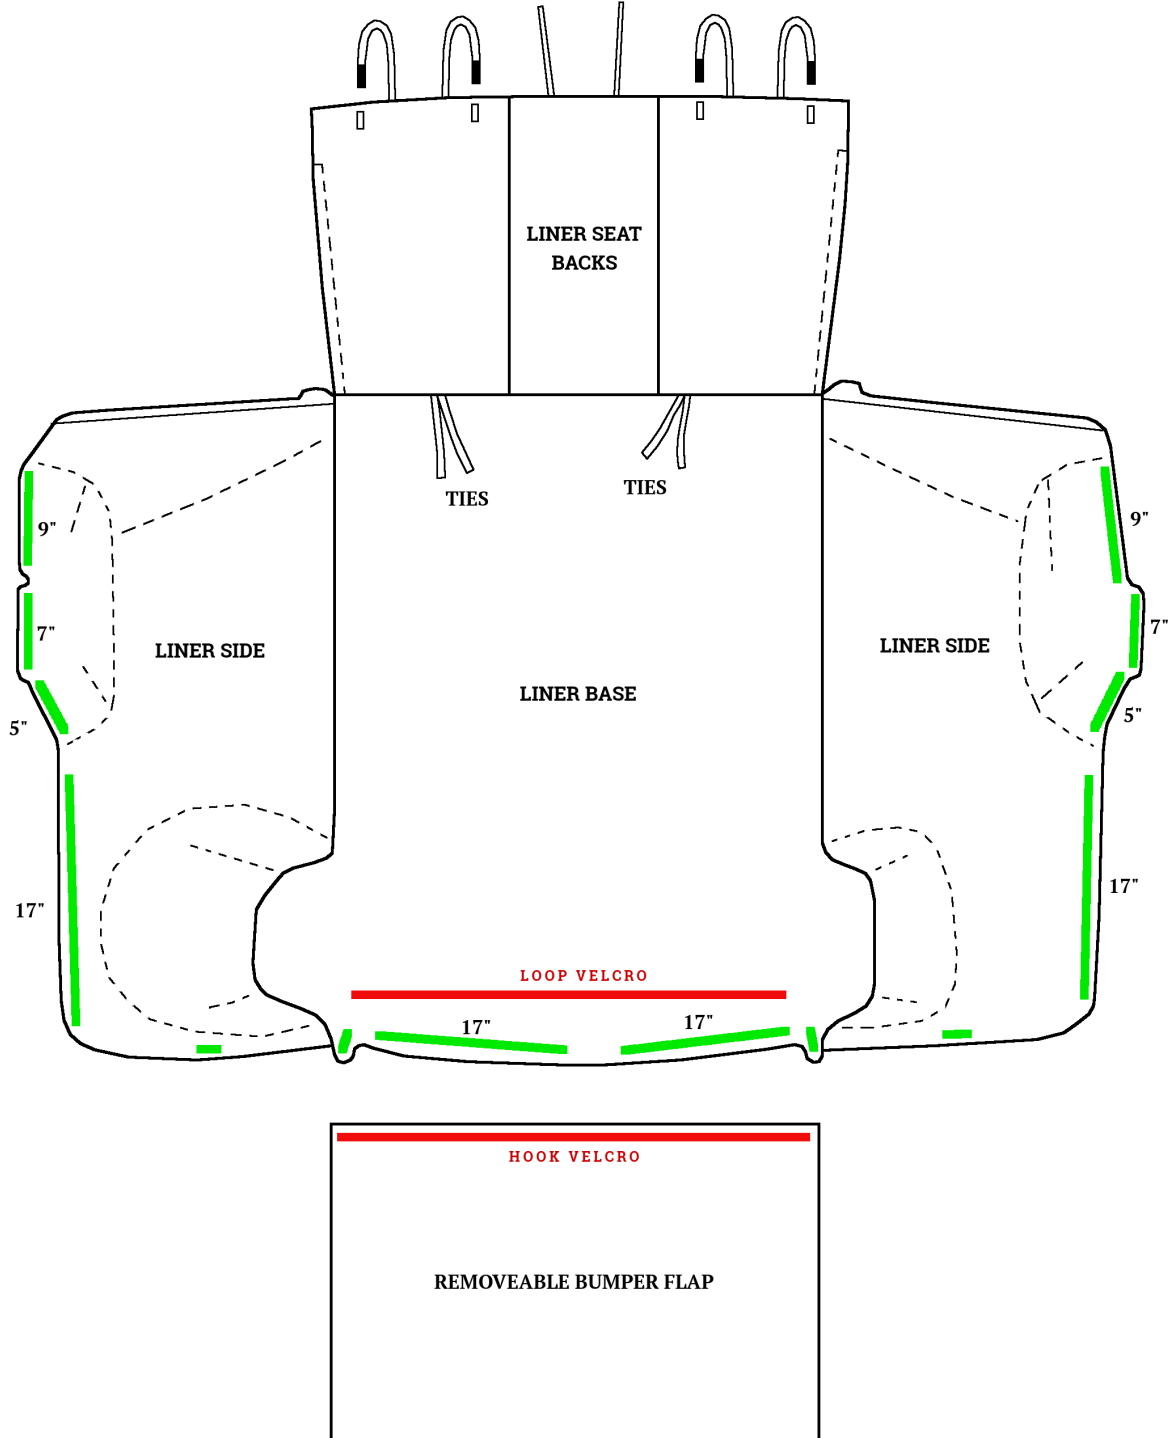 LINER SEAT
BACKS
TIES
TIES
9"
9"
7"
7"
LINER SIDE
LINER SIDE
LINER BASE
5"
5"
17"
17"
LOOP VELCRO
17"
17"
HOOK VELCRO
REMOVEABLE BUMPER FLAP